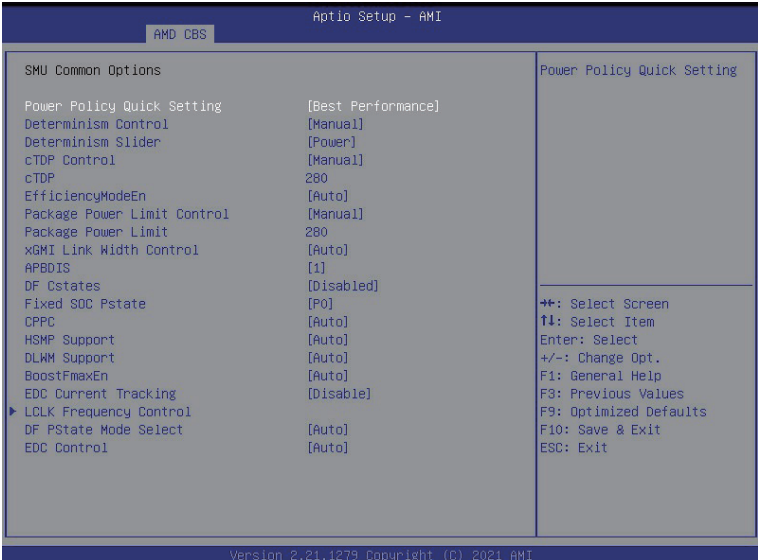 Aptio Setup – AMI
AMD CBS
SMU Common Options
Power Policy Quick Setting [Best Performance]
Determinism Control [Manual]
Determinism Slider [Power]
cTDP Control [Manual]
cTDP 280
EfficiencyModeEn [Auto]
Package Power Limit Control [Manual]
Package Power Limit 280
xGMI Link Width Control [Auto]
APBDIS [1]
DF Cstates [Disabled]
Fixed SOC Pstate [P0]
CPPC [Auto]
HSMP Support [Auto]
DLWM Support [Auto]
BoostFmaxEn [Auto]
EDC Current Tracking [Disable]
LCLK Frequency Control
DF PState Mode Select [Auto]
EDC Control [Auto]
Power Policy Quick Setting
→←: Select Screen
↑↓: Select Item
Enter: Select
+/-: Change Opt.
F1: General Help
F3: Previous Values
F9: Optimized Defaults
F10: Save & Exit
ESC: Exit
Version 2.21.1279 Copyright (C) 2021 AMI